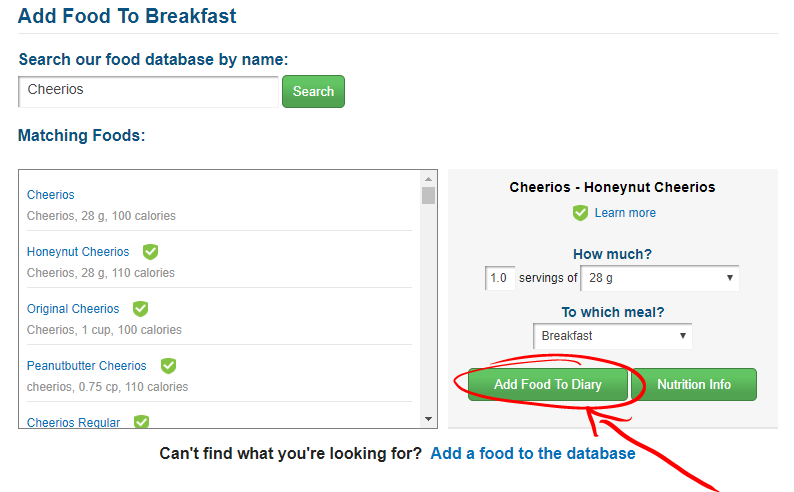 Add Food To Breakfast
Search our food database by name:
Cheerios
Search
Matching Foods:
Cheerios
Cheerios, 28 g, 100 calories
Honeynut Cheerios
Cheerios, 28 g, 110 calories
Original Cheerios
Cheerios, 1 cup, 100 calories
Peanutbutter Cheerios
cheerios, 0.75 cp, 110 calories
Cheerios Regular
Cheerios - Honeynut Cheerios
Learn more
How much?
1.0 servings of 28 g
To which meal?
Breakfast
Add Food To Diary Nutrition Info
Can't find what you're looking for? Add a food to the database